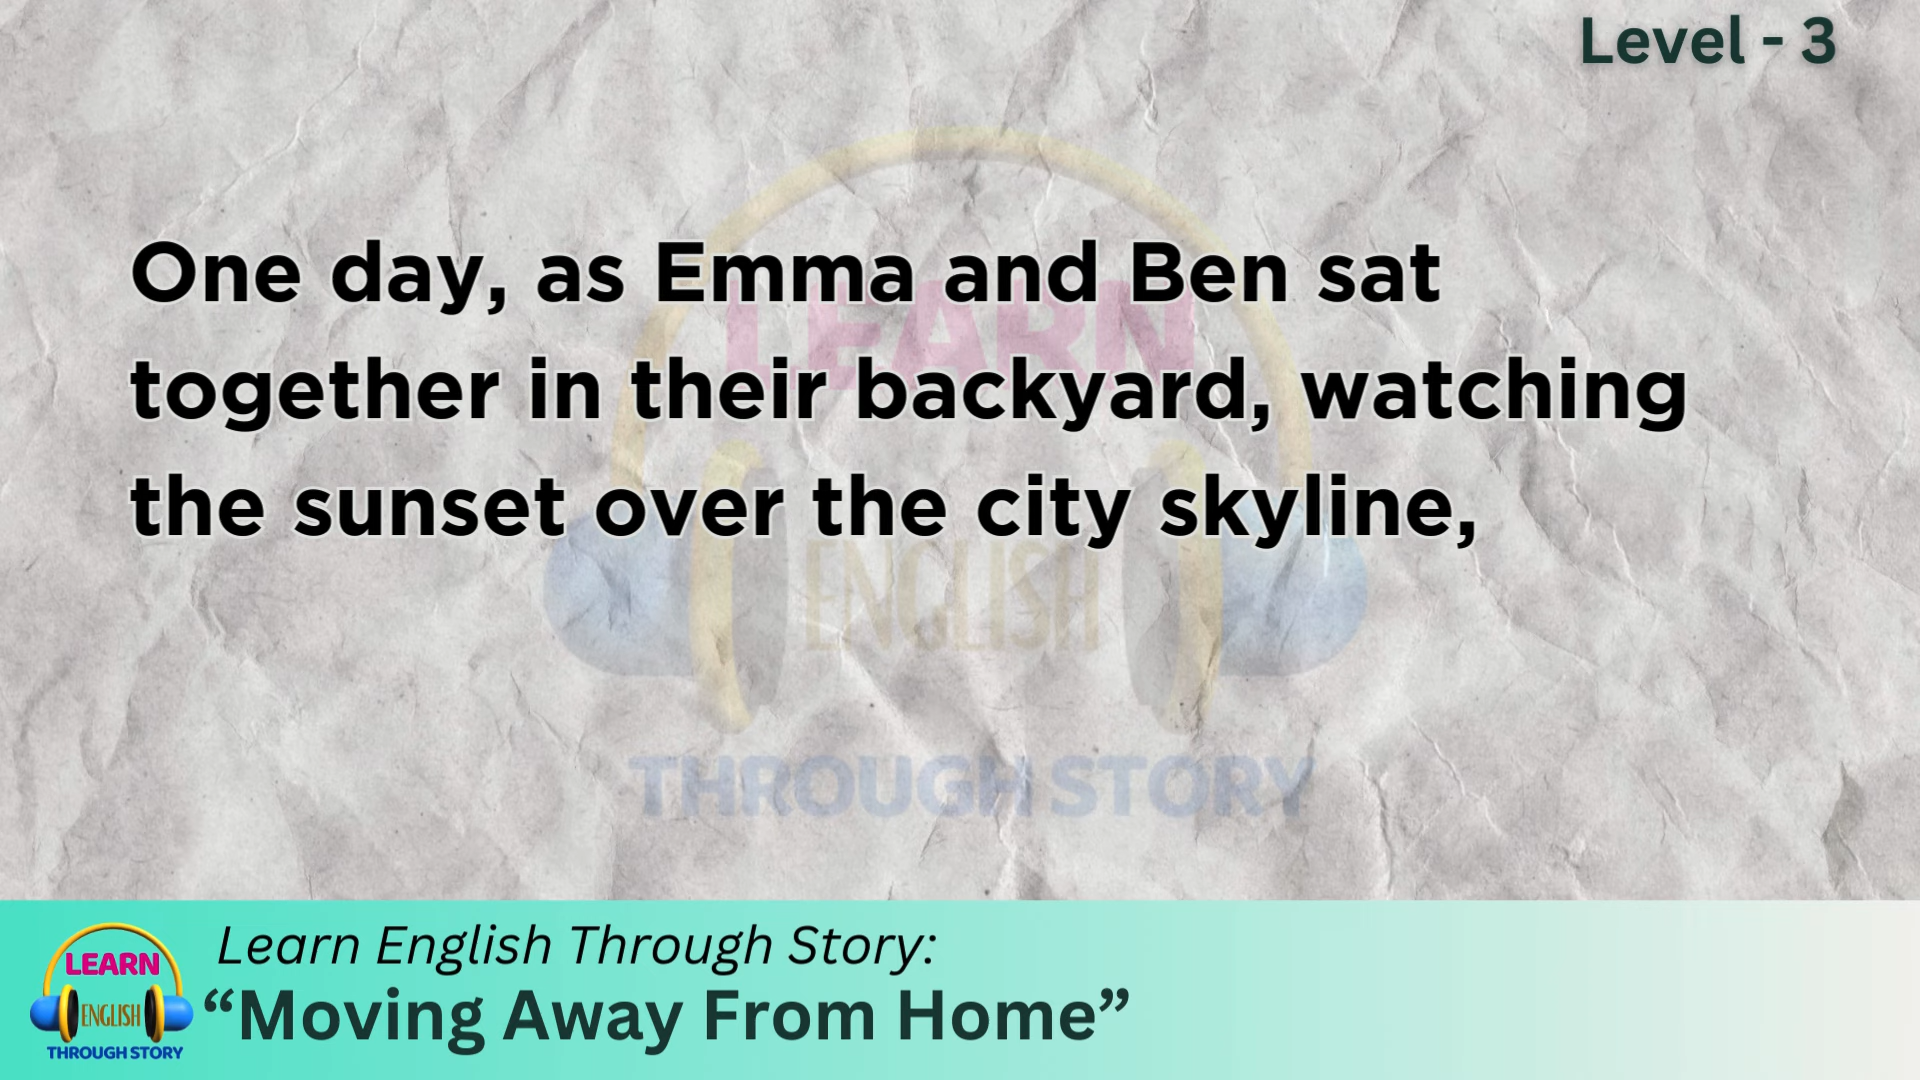 Level - 3
One day, as Emma and Ben sat
together in their backyard, watching
the sunset over the city skyline,
LEARN
ENGLISH
THROUGH STORY
Learn English Through Story:
“Moving Away From Home”
LEARN
ENGLISH
THROUGH STORY